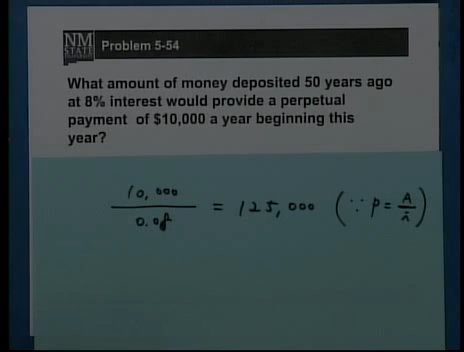 NM
STATE
Problem 5-54
What amount of money deposited 50 years ago
at 8% interest would provide a perpetual
payment of $10,000 a year beginning this
year?
10,000
0.08
= 125,000 (∵ P = A/i)